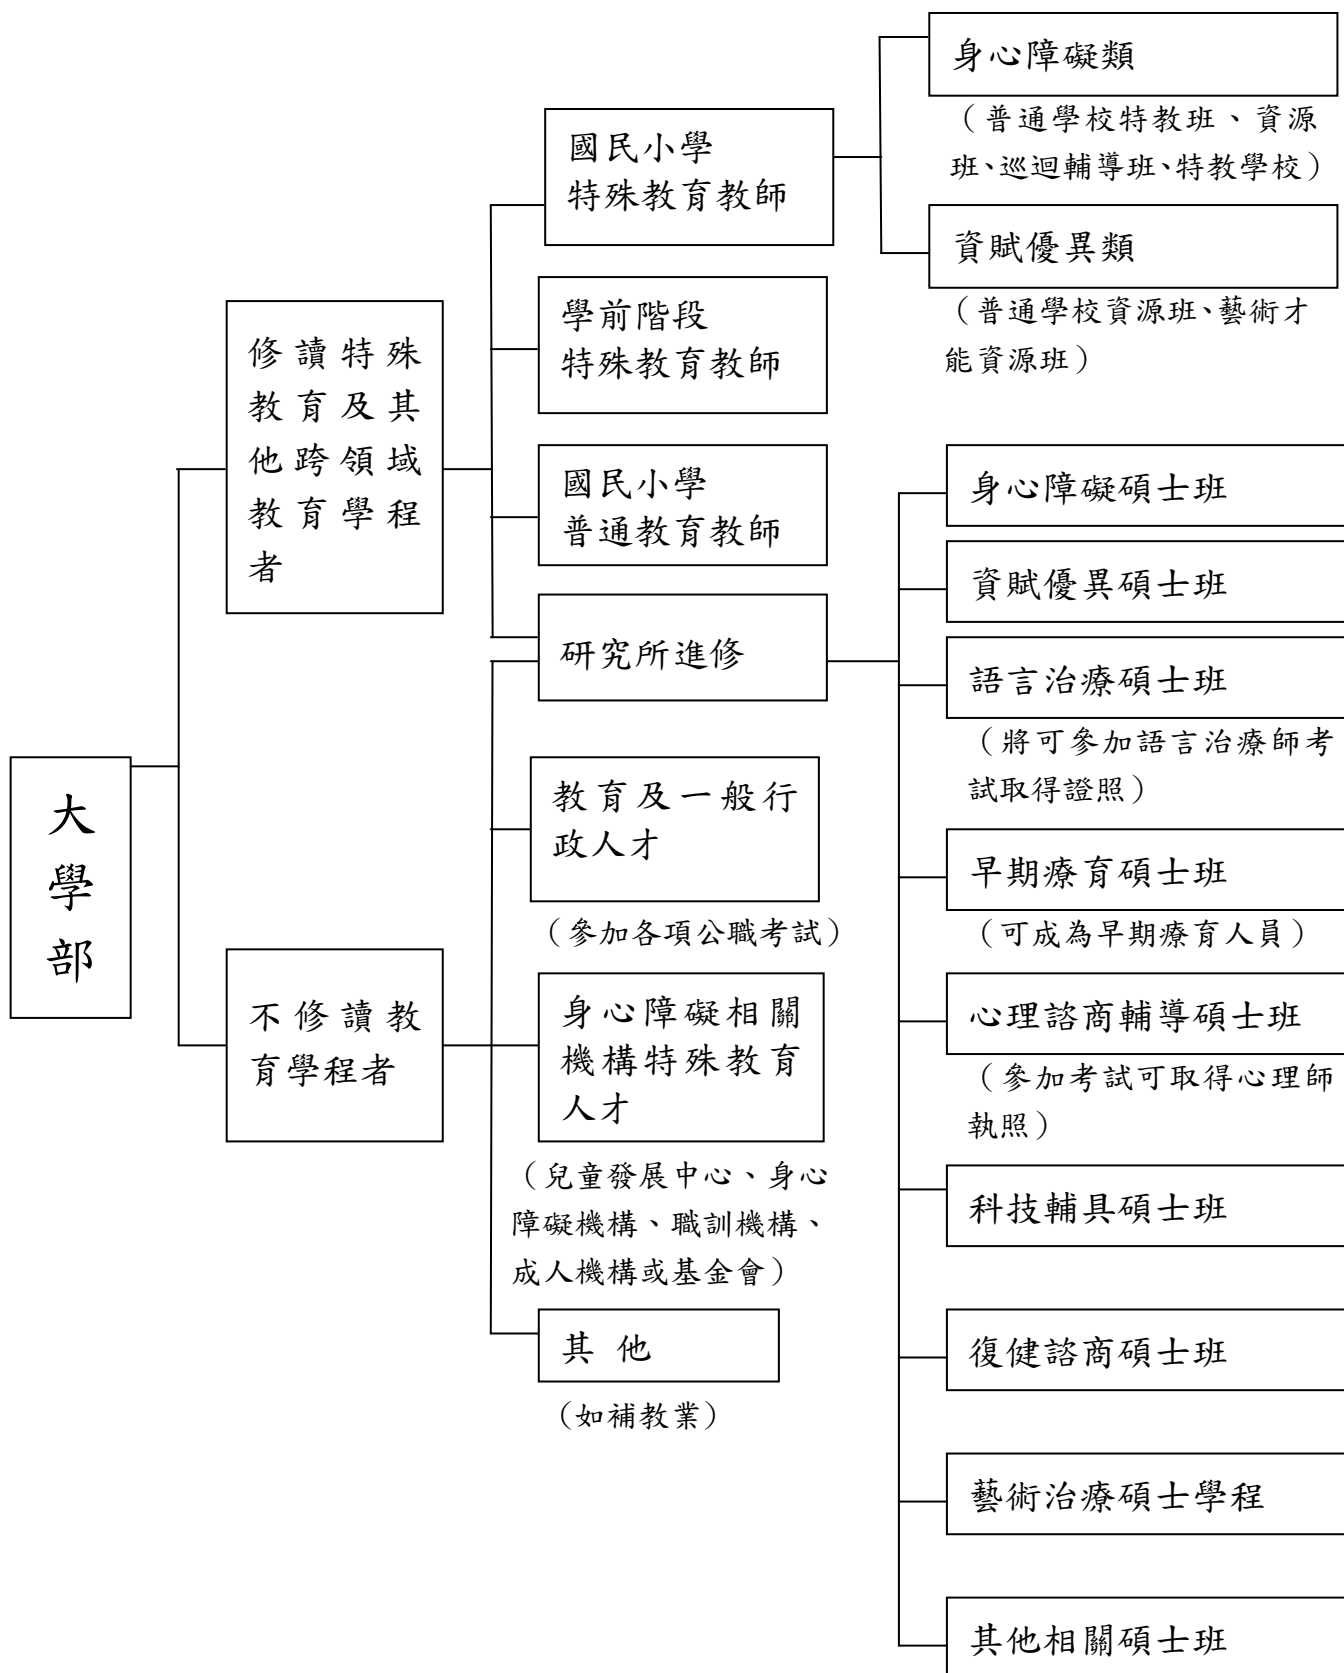 大
學
部
修讀特殊
教育及其
他跨領域
教育學程
者
不修讀教
育學程者
國民小學
特殊教育教師
學前階段
特殊教育教師
國民小學
普通教育教師
研究所進修
教育及一般行
政人才
（參加各項公職考試）
身心障礙相關
機構特殊教育
人才
（兒童發展中心、身心
障礙機構、職訓機構、
成人機構或基金會）
其 他
（如補教業）
身心障礙類
（普通學校特教班、資源
班、巡迴輔導班、特教學校）
資賦優異類
（普通學校資源班、藝術才
能資源班）
身心障礙碩士班
資賦優異碩士班
語言治療碩士班
（將可參加語言治療師考
試取得證照）
早期療育碩士班
（可成為早期療育人員）
心理諮商輔導碩士班
（參加考試可取得心理師
執照）
科技輔具碩士班
復健諮商碩士班
藝術治療碩士學程
其他相關碩士班